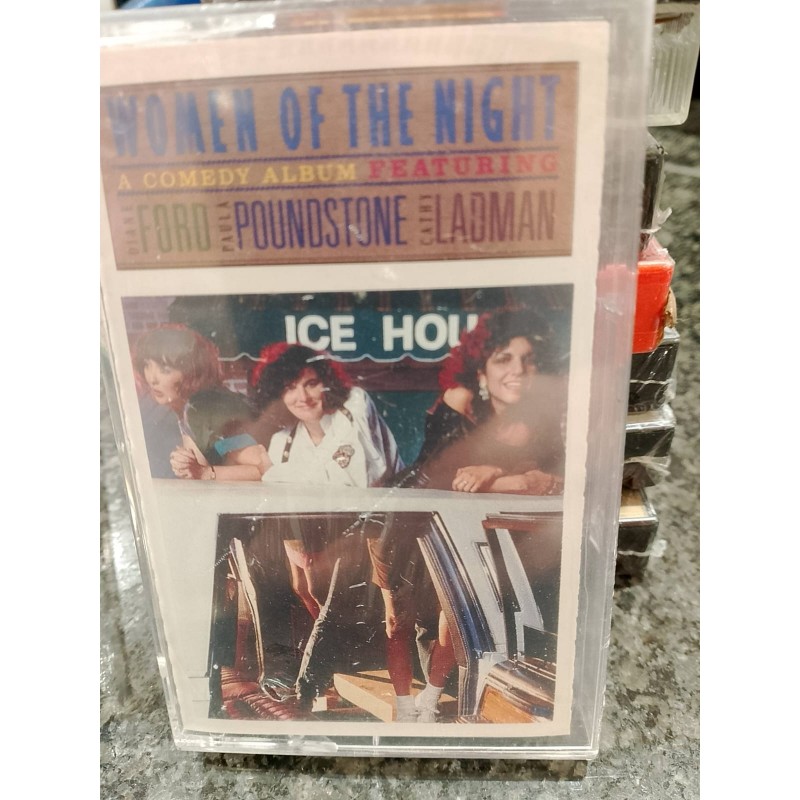 WOMEN OF THE NIGHT
A COMEDY ALBUM FEATURING
DIANE FORD PAULA POUNDSTONE CATHY LADMAN
ICE HOU